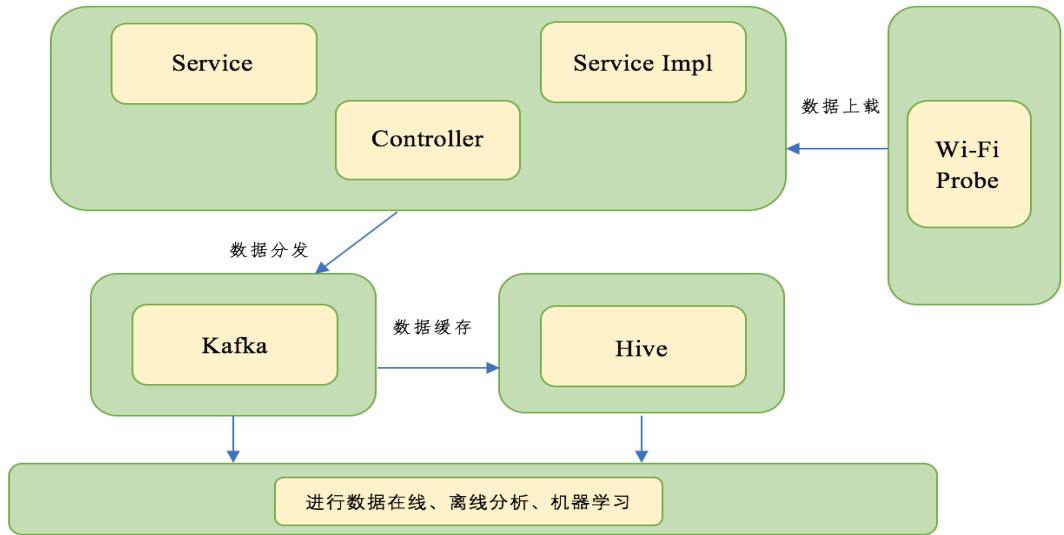 Service
Service Impl
Controller
数据上载
Wi-Fi
Probe
数据分发
Kafka
数据缓存
Hive
进行数据在线、离线分析、机器学习